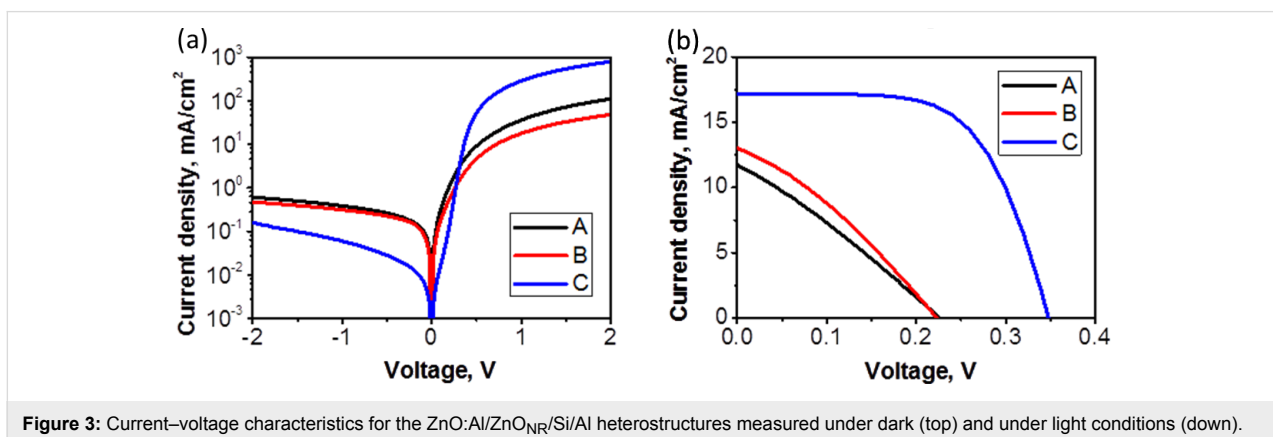 (a)
10³
10²
10¹
10⁰
10⁻¹
10⁻²
10⁻³
Current density, mA/cm²
-2
-1
0
1
2
Voltage, V
A
B
C
(b)
20
15
10
5
0
Current density, mA/cm²
0.0
0.1
0.2
0.3
0.4
Voltage, V
A
B
C
Figure 3: Current–voltage characteristics for the ZnO:Al/ZnO_NR/Si/Al heterostructures measured under dark (top) and under light conditions (down).